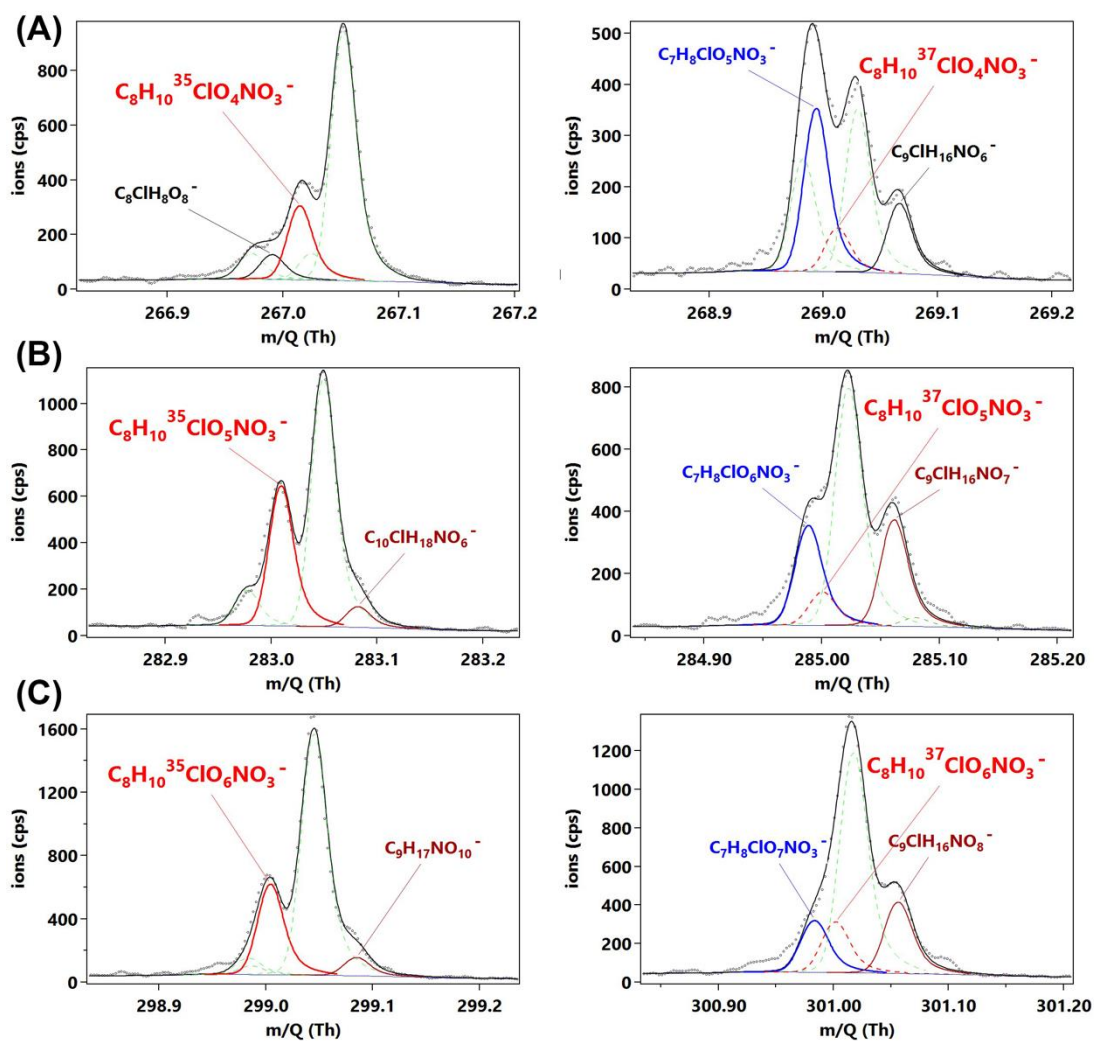 (A)
ions (cps)
800
600
400
200
0
C₈H₁₀³⁵ClO₄NO₃⁻
C₈ClH₈O₈⁻
266.9 267.0 267.1 267.2
m/Q (Th)
ions (cps)
500
400
300
200
100
0
C₇H₈ClO₅NO₃⁻
C₈H₁₀³⁷ClO₄NO₃⁻
C₉ClH₁₆NO₆⁻
268.9 269.0 269.1 269.2
m/Q (Th)
(B)
ions (cps)
1000
800
600
400
200
0
C₈H₁₀³⁵ClO₅NO₃⁻
C₁₀ClH₁₈NO₆⁻
282.9 283.0 283.1 283.2
m/Q (Th)
ions (cps)
800
600
400
200
0
C₈H₁₀³⁷ClO₅NO₃⁻
C₇H₈ClO₆NO₃⁻
C₉ClH₁₆NO₇⁻
284.90 285.00 285.10 285.20
m/Q (Th)
(C)
ions (cps)
1600
1200
800
400
0
C₈H₁₀³⁵ClO₆NO₃⁻
C₉H₁₇NO₁₀⁻
298.9 299.0 299.1 299.2
m/Q (Th)
ions (cps)
1200
1000
800
600
400
200
0
C₈H₁₀³⁷ClO₆NO₃⁻
C₇H₈ClO₇NO₃⁻
C₉ClH₁₆NO₈⁻
300.90 301.00 301.10 301.20
m/Q (Th)